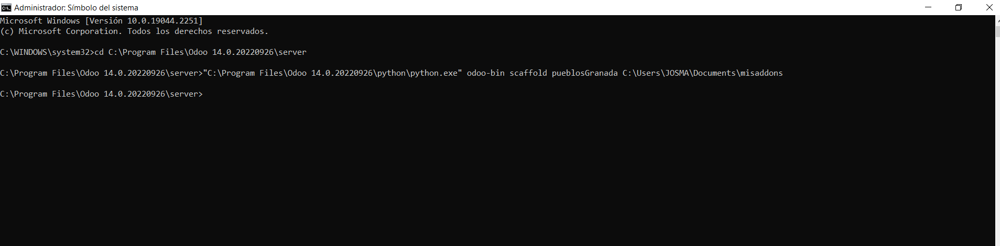 Administrador: Símbolo del sistema
Microsoft Windows [Versión 10.0.19044.2251]
(c) Microsoft Corporation. Todos los derechos reservados.
C:\WINDOWS\system32>cd C:\Program Files\Odoo 14.0.20220926\server
C:\Program Files\Odoo 14.0.20220926\server>"C:\Program Files\Odoo 14.0.20220926\python\python.exe" odoo-bin scaffold pueblosGranada C:\Users\JOSMA\Documents\misaddons
C:\Program Files\Odoo 14.0.20220926\server>